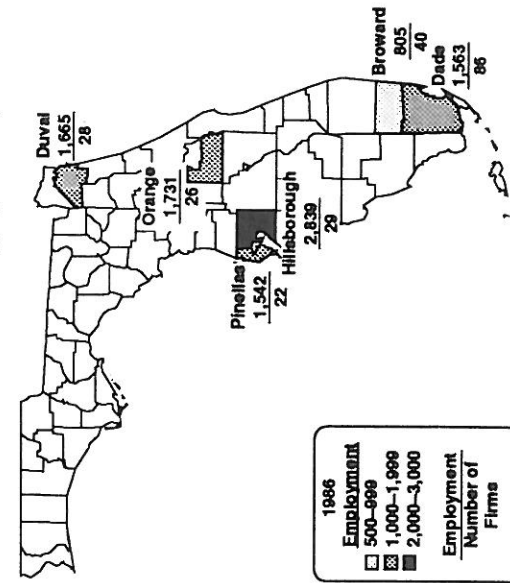 Duval
1,665
28
Orange
1,731
26
Pinellas
1,542
22
Hillsborough
2,839
29
Broward
805
40
Dade
1,563
86
1986
Employment
500–999
1,000–1,999
2,000–3,000
Employment
Number of
Firms